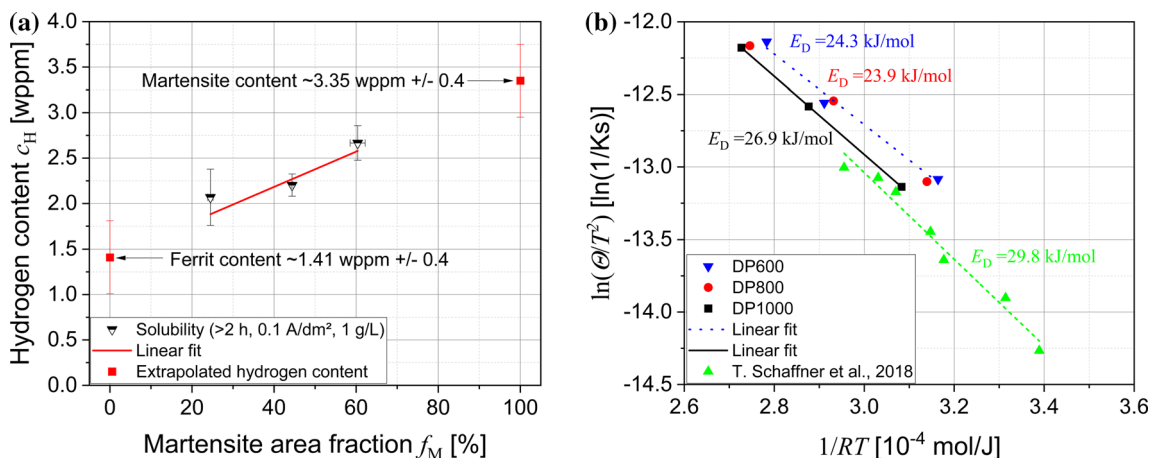 (a)
4.0
3.5
3.0
2.5
2.0
1.5
1.0
0.5
0.0
Hydrogen content cH [wppm]
Martensite content ~3.35 wppm +/- 0.4
Ferrit content ~1.41 wppm +/- 0.4
Solubility (>2 h, 0.1 A/dm², 1 g/L)
Linear fit
Extrapolated hydrogen content
0 20 40 60 80 100
Martensite area fraction fM [%]
(b)
-12.0
-12.5
-13.0
-13.5
-14.0
-14.5
ln(Θ/T²) [ln(1/Ks)]
ED =24.3 kJ/mol
ED =23.9 kJ/mol
ED =26.9 kJ/mol
ED =29.8 kJ/mol
DP600
DP800
DP1000
Linear fit
Linear fit
T. Schaffner et al., 2018
2.6 2.8 3.0 3.2 3.4 3.6
1/RT [10⁻⁴ mol/J]